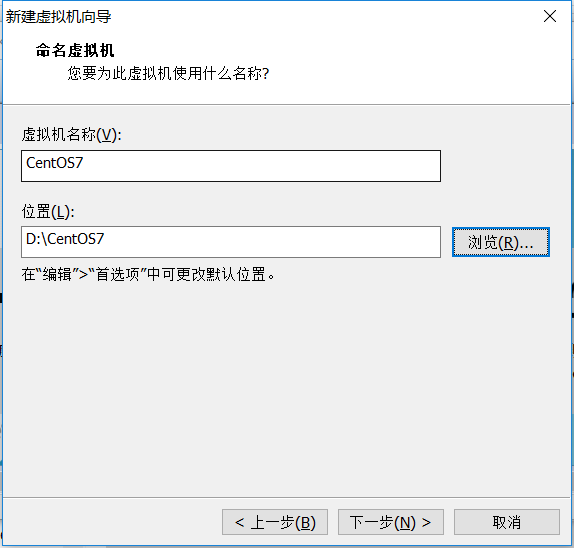 新建虚拟机向导
命名虚拟机
您要为此虚拟机使用什么名称?
虚拟机名称(V):
CentOS7
位置(L):
D:\CentOS7
浏览(R)...
在“编辑”>“首选项”中可更改默认位置。
< 上一步(B)
下一步(N) >
取消